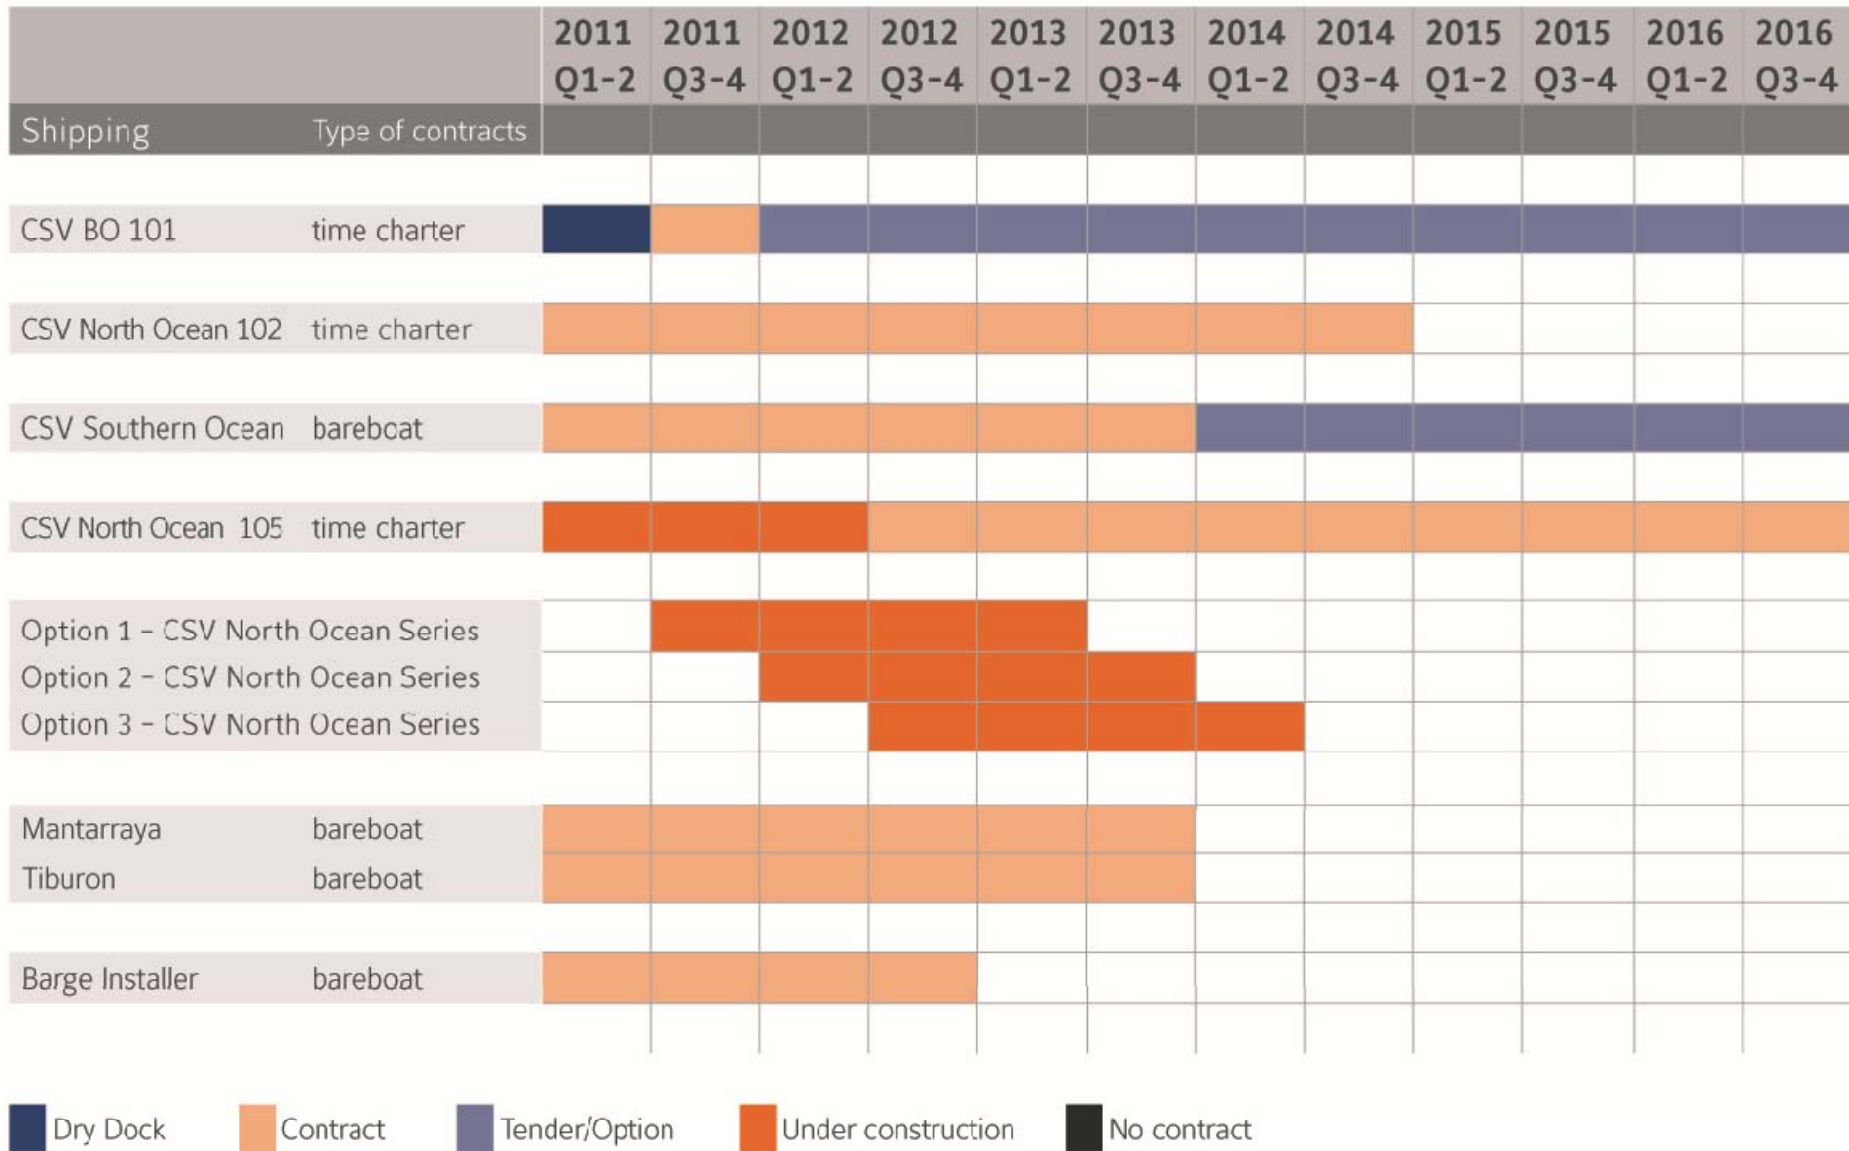 2011 2011 2012 2012 2013 2013 2014 2014 2015 2015 2016 2016
Q1-2 Q3-4 Q1-2 Q3-4 Q1-2 Q3-4 Q1-2 Q3-4 Q1-2 Q3-4 Q1-2 Q3-4
Shipping Type of contracts
CSV BO 101 time charter
CSV North Ocean 102 time charter
CSV Southern Ocean bareboat
CSV North Ocean 105 time charter
Option 1 – CSV North Ocean Series
Option 2 – CSV North Ocean Series
Option 3 – CSV North Ocean Series
Mantarraya bareboat
Tiburon bareboat
Barge Installer bareboat
Dry Dock Contract Tender/Option Under construction No contract